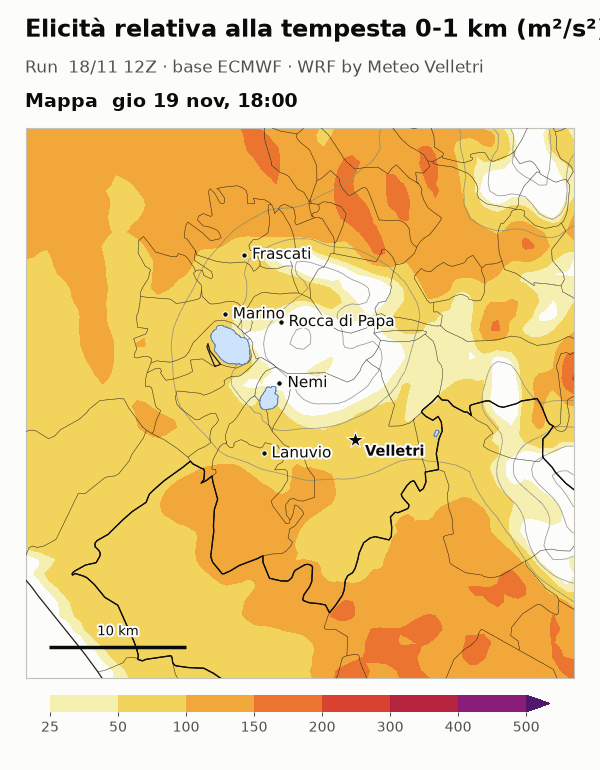 Elicità relativa alla tempesta 0-1 km (m²/s²)
Run 18/11 12Z · base ECMWF · WRF by Meteo Velletri
Mappa gio 19 nov, 18:00
Frascati
Marino
Rocca di Papa
Nemi
Velletri
Lanuvio
10 km
25 50 100 150 200 300 400 500